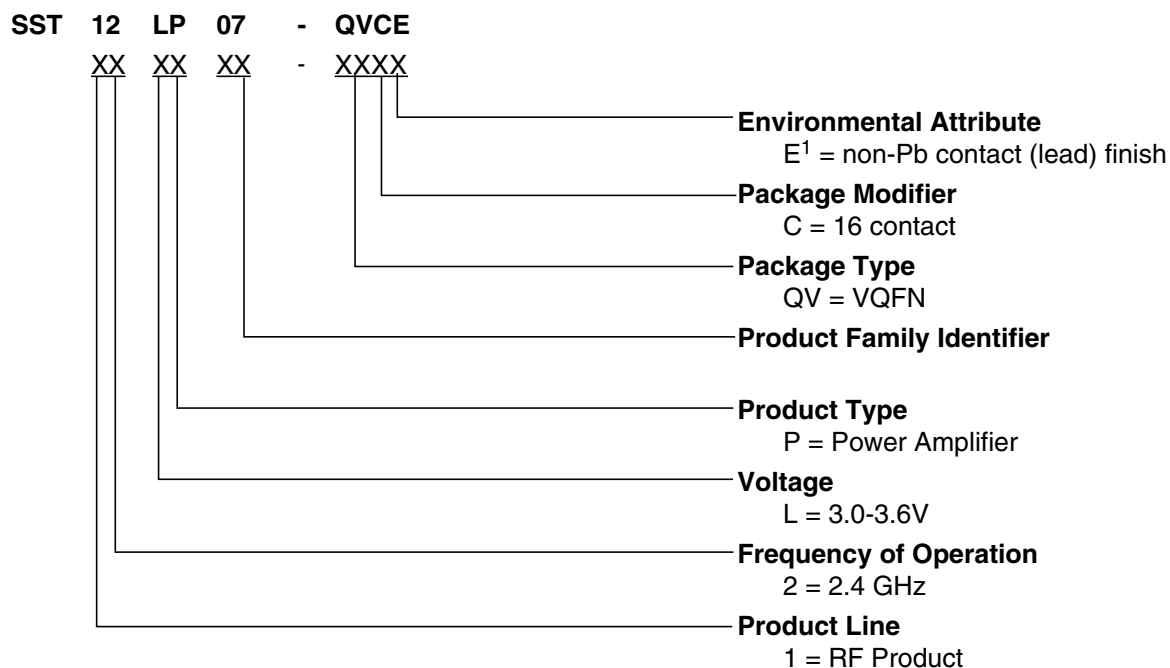 SST 12 LP 07 - QVCE
XX XX XX - XXXX
Environmental Attribute
E1 = non-Pb contact (lead) finish
Package Modifier
C = 16 contact
Package Type
QV = VQFN
Product Family Identifier
Product Type
P = Power Amplifier
Voltage
L = 3.0-3.6V
Frequency of Operation
2 = 2.4 GHz
Product Line
1 = RF Product